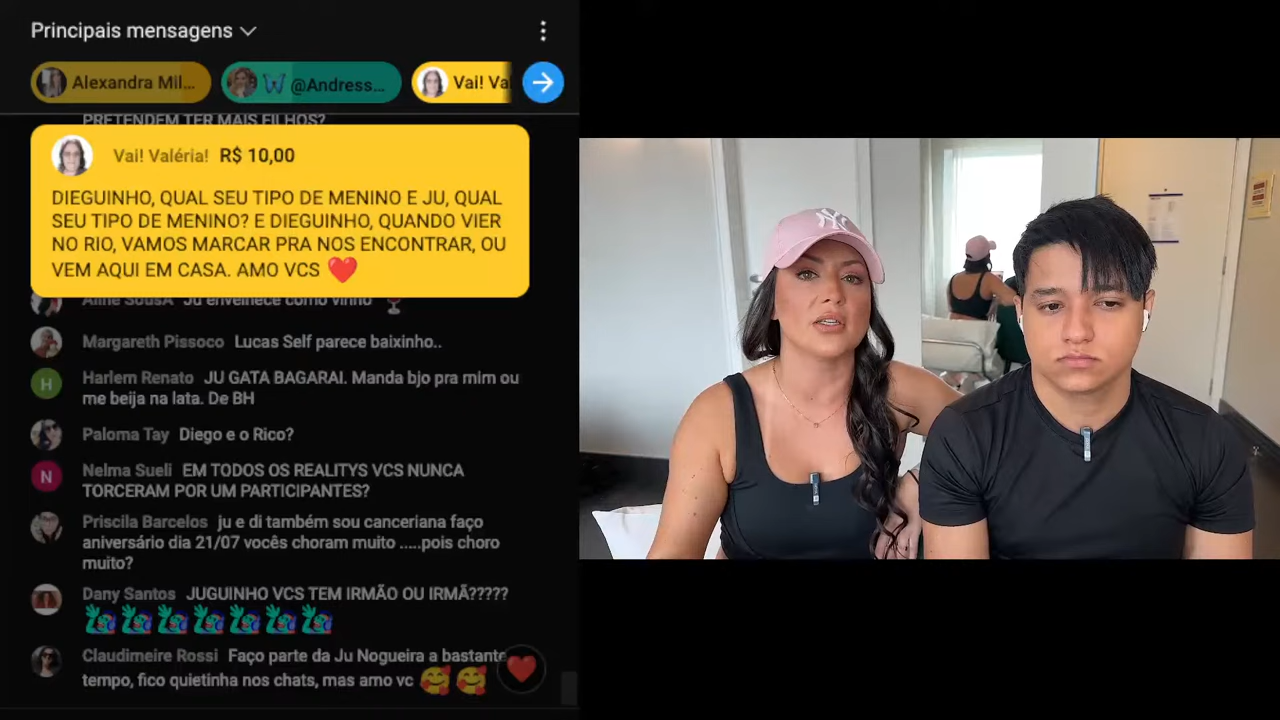 Principais mensagens
Alexandra Mil...
@Andress...
Vai! Val
PRETENDEM TER MAIS FILHOS?
Vai! Valéria! R$ 10,00
DIEGUINHO, QUAL SEU TIPO DE MENINO E JU, QUAL
SEU TIPO DE MENINO? E DIEGUINHO, QUANDO VIER
NO RIO, VAMOS MARCAR PRA NOS ENCONTRAR, OU
VEM AQUI EM CASA. AMO VCS ❤️
Aline SousA Ju envelhece como vinho 🍷
Margareth Pissoco Lucas Self parece baixinho..
H
Harlem Renato JU GATA BAGARAI. Manda bjo pra mim ou
me beija na lata. De BH
Paloma Tay Diego e o Rico?
N
Nelma Sueli EM TODOS OS REALITYS VCS NUNCA
TORCERAM POR UM PARTICIPANTES?
Priscila Barcelos ju e di também sou canceriana faço
aniversário dia 21/07 vocês choram muito .....pois choro
muito?
Dany Santos JUGUINHO VCS TEM IRMÃO OU IRMÃ?????
Claudimeire Rossi Faço parte da Ju Nogueira a bastante
tempo, fico quietinha nos chats, mas amo vc 🥰 🥰
NY